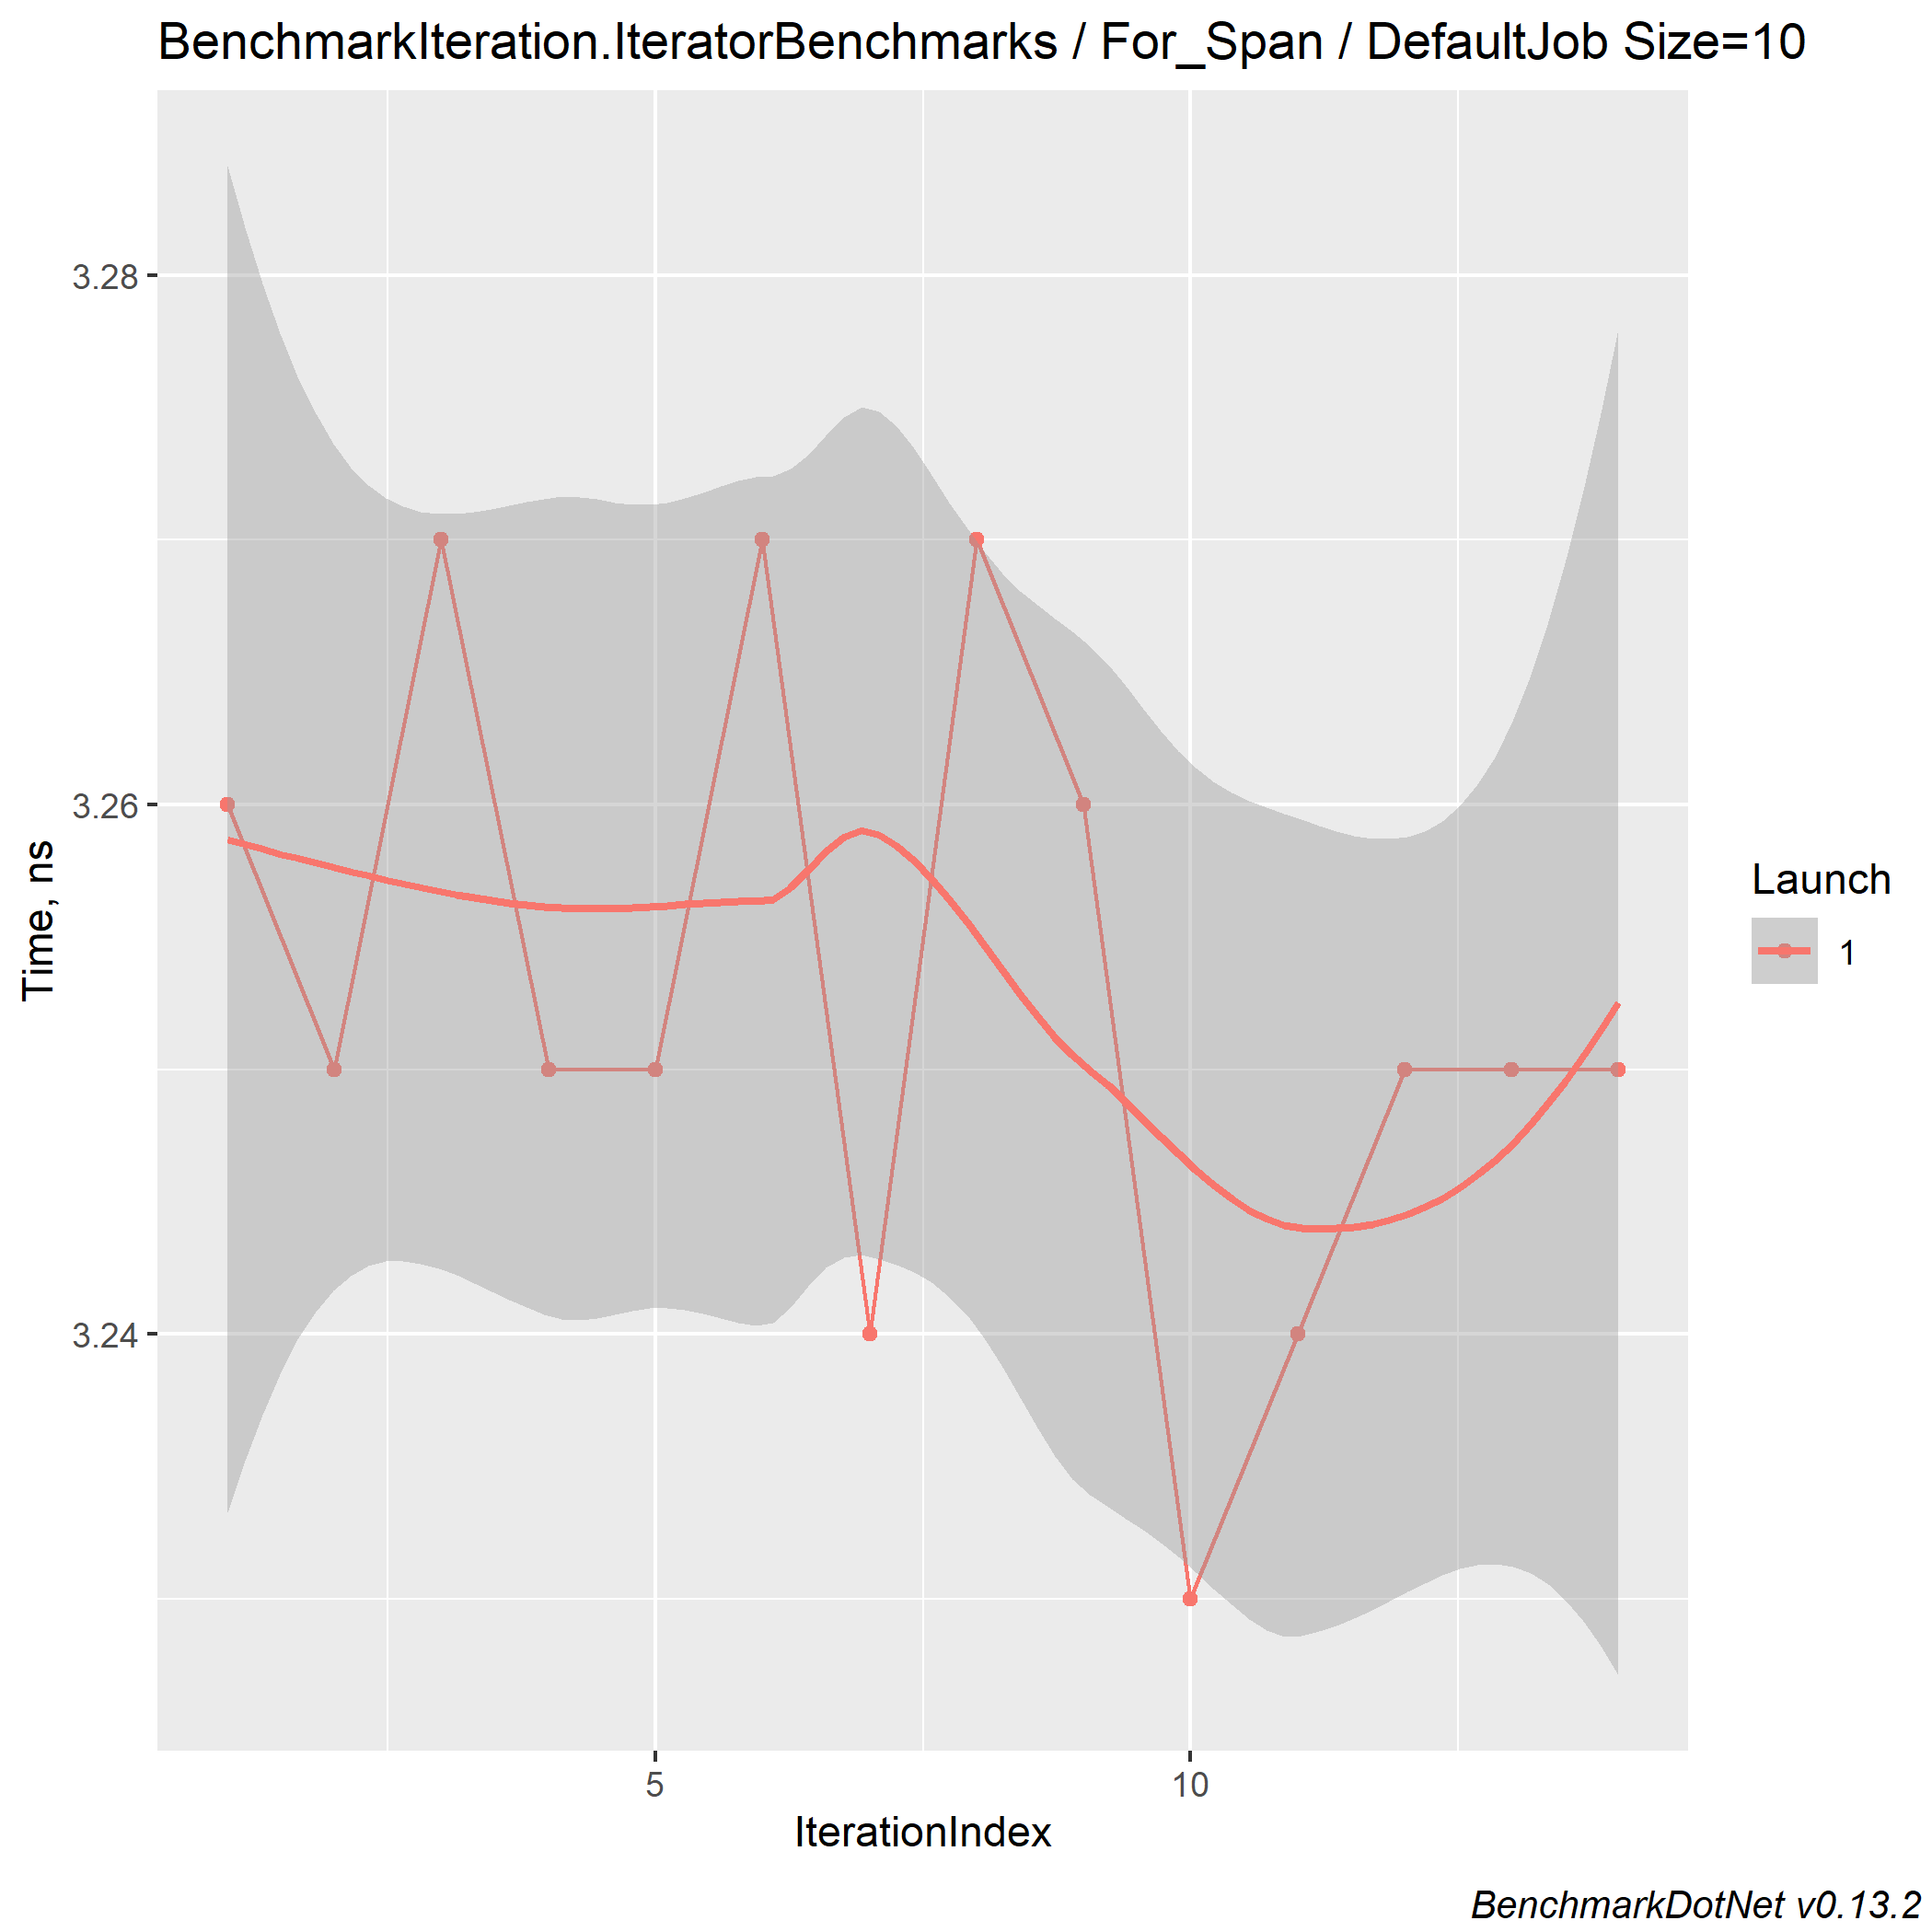 BenchmarkIteration.IteratorBenchmarks / For_Span / DefaultJob Size=10
3.28
3.26
3.24
Time, ns
5
10
IterationIndex
Launch
1
BenchmarkDotNet v0.13.2